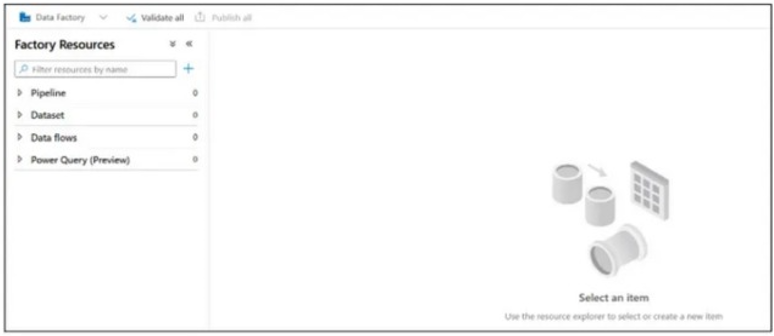 Data Factory Validate all Publish all
Factory Resources
Filter resources by name
Pipeline 0
Dataset 0
Data flows 0
Power Query (Preview) 0
Select an item
Use the resource explorer to select or create a new item